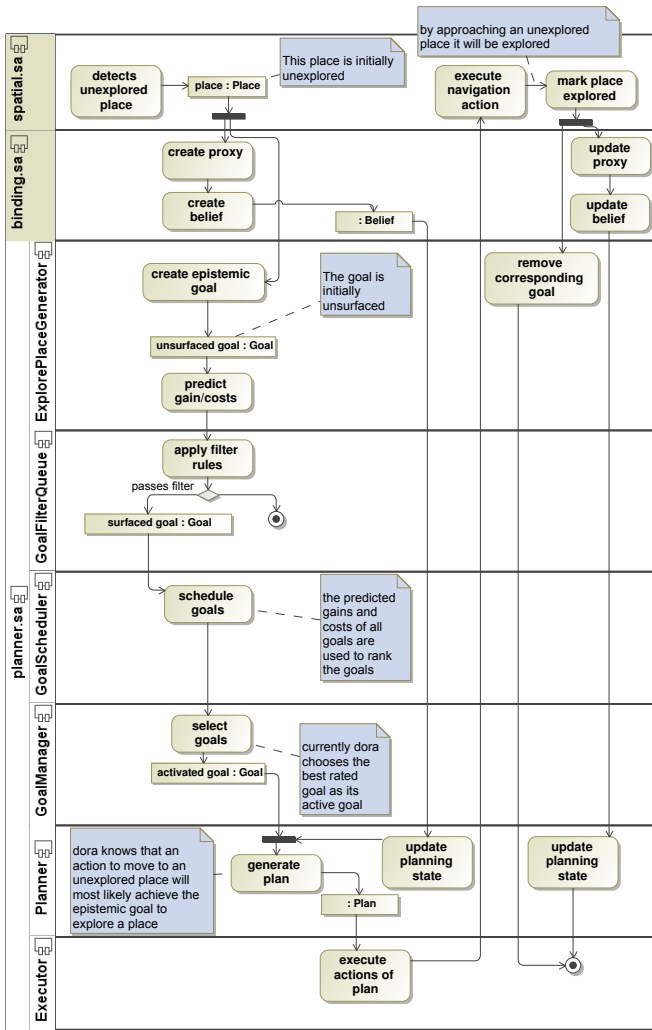 by approaching an unexplored
place it will be explored
This place is initially
unexplored
spatial.sa
detects
unexplored
place
place : Place
execute
navigation
action
mark place
explored
binding.sa
create proxy
create
belief
: Belief
update
proxy
update
belief
planner.sa
ExplorePlaceGenerator
create epistemic
goal
The goal is
initially
unsurfaced
remove
corresponding
goal
unsurfaced goal : Goal
predict
gain/costs
GoalFilterQueue
apply filter
rules
passes filter
surfaced goal : Goal
GoalScheduler
schedule
goals
the predicted
gains and
costs of all
goals are
used to rank
the goals
GoalManager
select
goals
activated goal : Goal
currently dora
chooses the
best rated
goal as its
active goal
Planner
dora knows that an
action to move to an
unexplored place will
most likely achieve the
epistemic goal to
explore a place
generate
plan
: Plan
update
planning
state
update
planning
state
Executor
execute
actions of
plan